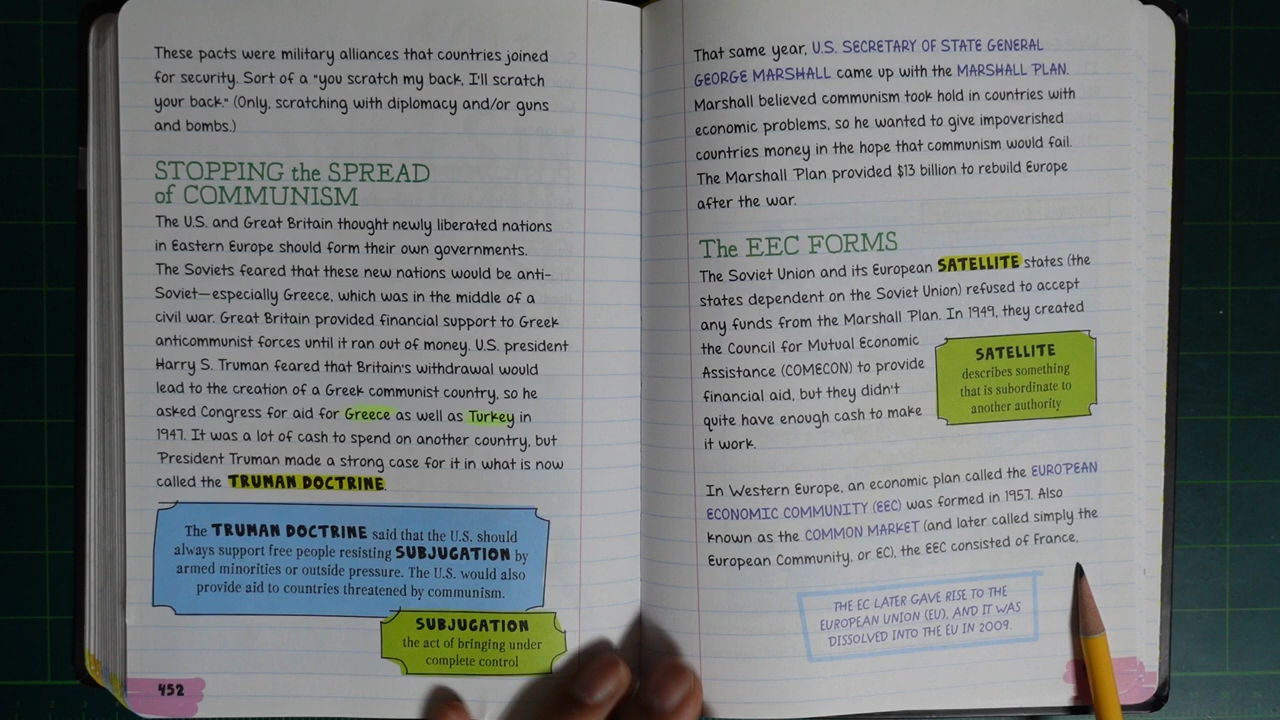 These pacts were military alliances that countries joined
for security. Sort of a "you scratch my back, I'll scratch
your back." (Only, scratching with diplomacy and/or guns
and bombs.)
STOPPING the SPREAD
of COMMUNISM
The U.S. and Great Britain thought newly liberated nations
in Eastern Europe should form their own governments.
The Soviets feared that these new nations would be anti-
Soviet—especially Greece, which was in the middle of a
civil war. Great Britain provided financial support to Greek
anticommunist forces until it ran out of money. U.S. president
Harry S. Truman feared that Britain's withdrawal would
lead to the creation of a Greek communist country, so he
asked Congress for aid for Greece as well as Turkey in
1947. It was a lot of cash to spend on another country, but
President Truman made a strong case for it in what is now
called the TRUMAN DOCTRINE.
The TRUMAN DOCTRINE said that the U.S. should
always support free people resisting SUBJUGATION by
armed minorities or outside pressure. The U.S. would also
provide aid to countries threatened by communism.
SUBJUGATION
the act of bringing under
complete control
452
That same year, U.S. SECRETARY OF STATE GENERAL
GEORGE MARSHALL came up with the MARSHALL PLAN.
Marshall believed communism took hold in countries with
economic problems, so he wanted to give impoverished
countries money in the hope that communism would fail.
The Marshall Plan provided $13 billion to rebuild Europe
after the war.
The EEC FORMS
The Soviet Union and its European SATELLITE states (the
states dependent on the Soviet Union) refused to accept
any funds from the Marshall Plan. In 1949, they created
the Council for Mutual Economic
Assistance (COMECON) to provide
financial aid, but they didn't
quite have enough cash to make
it work.
SATELLITE
describes something
that is subordinate to
another authority
In Western Europe, an economic plan called the EUROPEAN
ECONOMIC COMMUNITY (EEC) was formed in 1957. Also
known as the COMMON MARKET (and later called simply the
European Community, or EC), the EEC consisted of France,
THE EC LATER GAVE RISE TO THE
EUROPEAN UNION (EU), AND IT WAS
DISSOLVED INTO THE EU IN 2009.